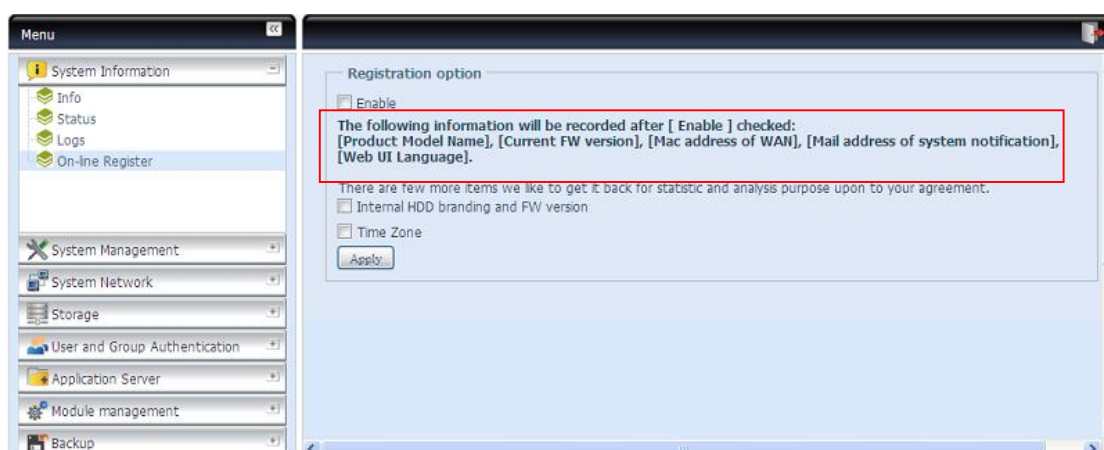 Menu
System Information
Info
Status
Logs
On-line Register
System Management
System Network
Storage
User and Group Authentication
Application Server
Module management
Backup
Registration option
Enable
The following information will be recorded after [ Enable ] checked:
[Product Model Name], [Current FW version], [Mac address of WAN], [Mail address of system notification],
[Web UI Language].
There are few more items we like to get it back for statistic and analysis purpose upon to your agreement.
Internal HDD branding and FW version
Time Zone
Apply